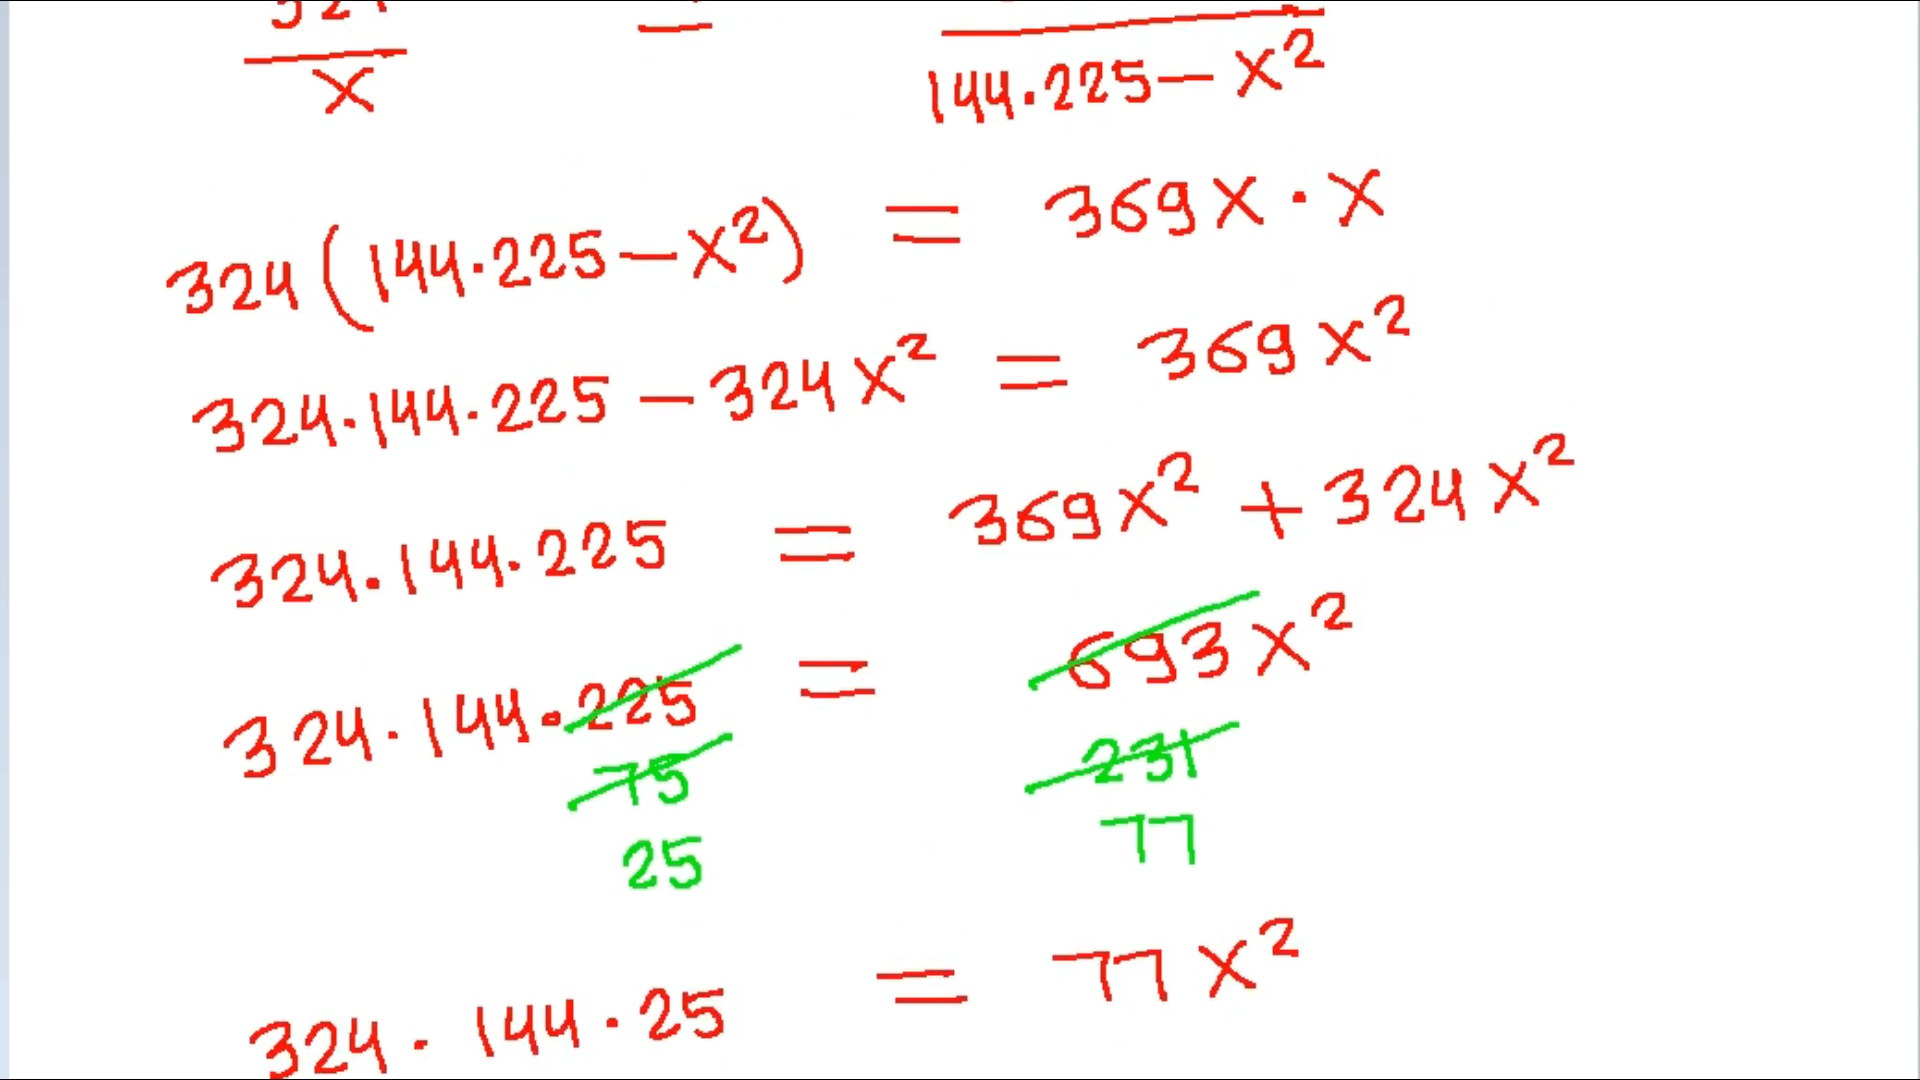 x = 144.225 - x²
324 (144.225 - x²) = 369x · x
324.144.225 - 324x² = 369x²
324.144.225 = 369x² + 324x²
324.144.225 = 693x²
75 231
25 77
324 · 144 · 25 = 77x²